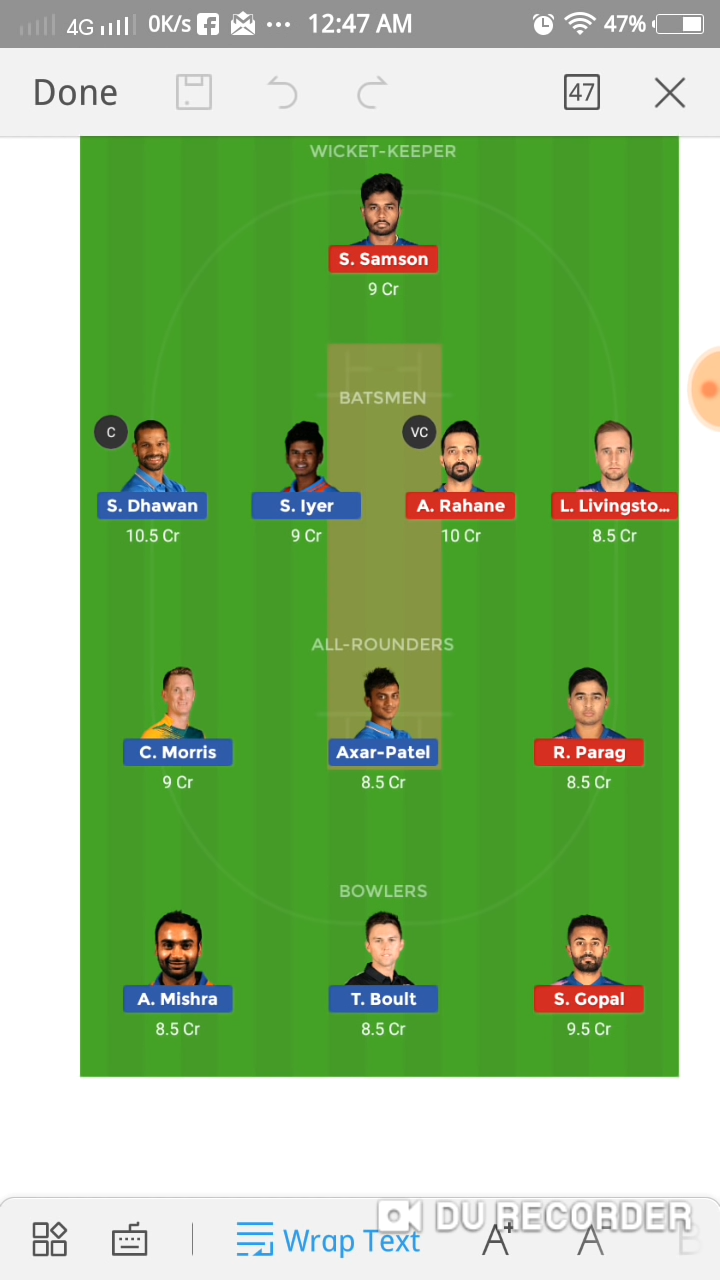 4G 0K/s ••• 12:47 AM 47%
Done 47
WICKET-KEEPER
S. Samson
9 Cr
BATSMEN
C VC
S. Dhawan S. Iyer A. Rahane L. Livingsto...
10.5 Cr 9 Cr 10 Cr 8.5 Cr
ALL-ROUNDERS
C. Morris Axar-Patel R. Parag
9 Cr 8.5 Cr 8.5 Cr
BOWLERS
A. Mishra T. Boult S. Gopal
8.5 Cr 8.5 Cr 9.5 Cr
DU RECORDER
Wrap Text A+ A- B